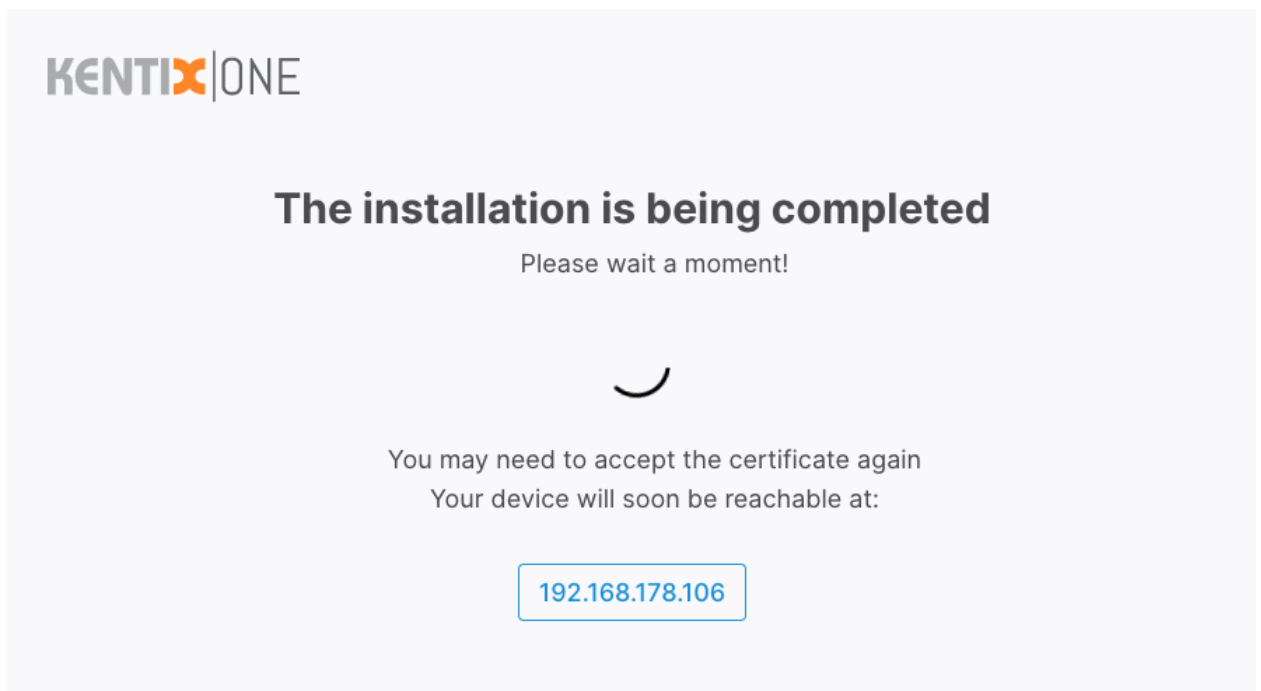 KENTIX|ONE
The installation is being completed
Please wait a moment!
You may need to accept the certificate again
Your device will soon be reachable at:
192.168.178.106